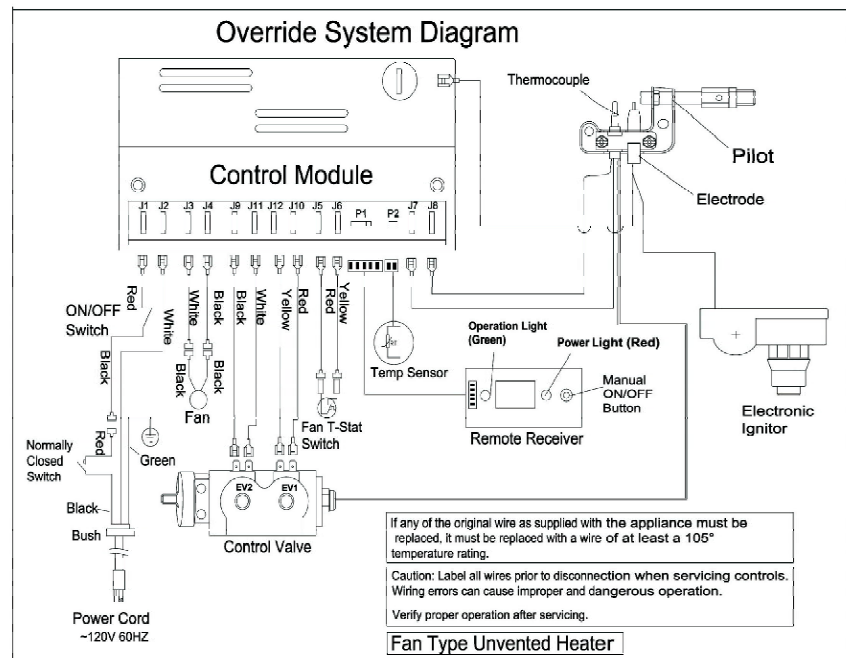 Override System Diagram
Thermocouple
Pilot
Electrode
Control Module
J1 J2 J3 J4 J9 J11 J12 J10 J5 J6 P1 P2 J7 J8
Red
White
White
Black
Black
White
Yellow
Red
Red
Yellow
ON/OFF
Switch
Black
Black
Black
Fan
Fan T-Stat
Switch
Temp Sensor
Operation Light
(Green)
Power Light (Red)
Manual
ON/OFF
Button
Remote Receiver
Electronic
Ignitor
Normally
Closed
Switch
Red
Green
Black
Bush
EV2
EV1
Control Valve
Power Cord
~120V 60HZ
If any of the original wire as supplied with the appliance must be
replaced, it must be replaced with a wire of at least a 105°
temperature rating.
Caution: Label all wires prior to disconnection when servicing controls.
Wiring errors can cause improper and dangerous operation.
Verify proper operation after servicing.
Fan Type Unvented Heater